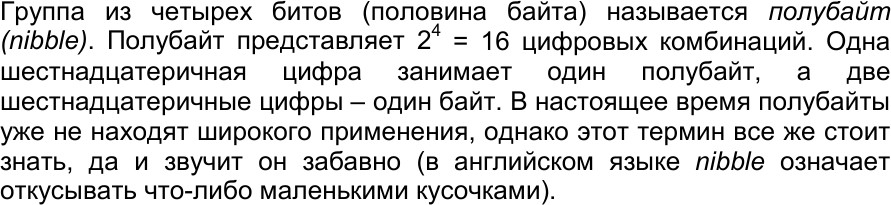 Группа из четырех битов (половина байта) называется полубайт
(nibble). Полубайт представляет 2⁴ = 16 цифровых комбинаций. Одна
шестнадцатеричная цифра занимает один полубайт, а две
шестнадцатеричные цифры – один байт. В настоящее время полубайты
уже не находят широкого применения, однако этот термин все же стоит
знать, да и звучит он забавно (в английском языке nibble означает
откусывать что-либо маленькими кусочками).